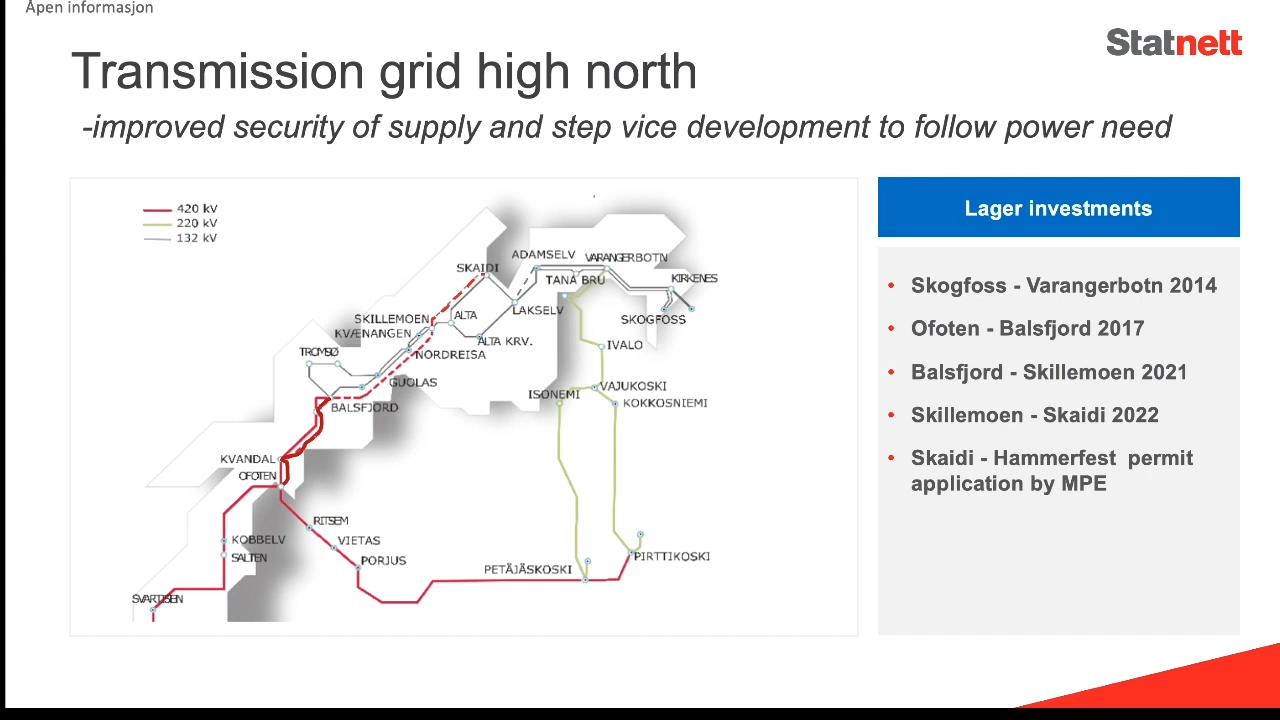 Åpen informasjon
Statnett
Transmission grid high north
-improved security of supply and step vice development to follow power need
420 kV
220 kV
132 kV
SKAIDI
ADAMSELV
VARANGERBOTN
TANA BRU
KIRKENES
LAKSELV
SKOGFOSS
SKILLEMOEN
ALTA
KVÆNANGEN
ALTA KRV.
NORDREISA
IVALO
TROMSØ
GUOLAS
VAJUKOSKI
ISONIEMI
KOKKOSNIEMI
BALSFJORD
KVANDAL
OFOTEN
RITSEM
KOBBELV
VIETAS
SALTEN
PORJUS
PIRTTIKOSKI
PETÄJÄSKOSKI
SVARTISEN
Lager investments
• Skogfoss - Varangerbotn 2014
• Ofoten - Balsfjord 2017
• Balsfjord - Skillemoen 2021
• Skillemoen - Skaidi 2022
• Skaidi - Hammerfest permit
application by MPE